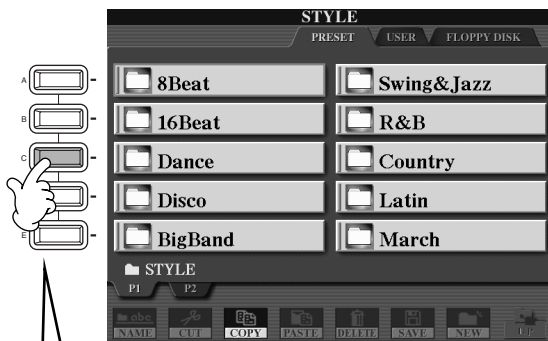 STYLE
PRESET USER FLOPPY DISK
A 8Beat Swing&Jazz
B 16Beat R&B
C Dance Country
Disco Latin
E BigBand March
STYLE
P1 P2
abc
NAME CUT COPY PASTE DELETE SAVE NEW UP